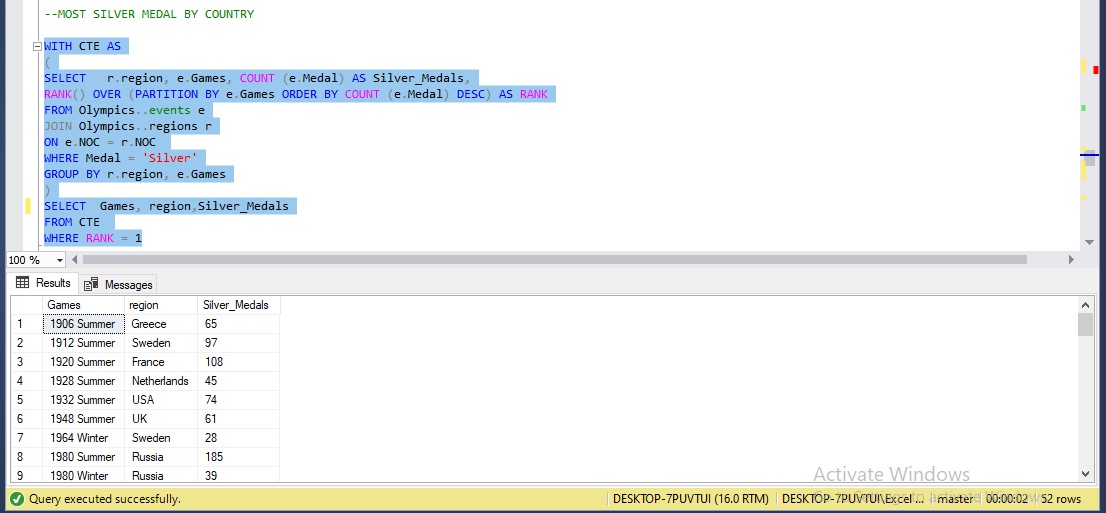 --MOST SILVER MEDAL BY COUNTRY
WITH CTE AS
(
SELECT r.region, e.Games, COUNT (e.Medal) AS Silver_Medals,
RANK() OVER (PARTITION BY e.Games ORDER BY COUNT (e.Medal) DESC) AS RANK
FROM Olympics..events e
JOIN Olympics..regions r
ON e.NOC = r.NOC
WHERE Medal = 'Silver'
GROUP BY r.region, e.Games
)
SELECT Games, region,Silver_Medals
FROM CTE
WHERE RANK = 1
100 %
Results Messages
Games region Silver_Medals
1 1906 Summer Greece 65
2 1912 Summer Sweden 97
3 1920 Summer France 108
4 1928 Summer Netherlands 45
5 1932 Summer USA 74
6 1948 Summer UK 61
7 1964 Winter Sweden 28
8 1980 Summer Russia 185
9 1980 Winter Russia 39
Activate Windows
Query executed successfully. DESKTOP-7PUVTUI (16.0 RTM) DESKTOP-7PUVTUI\Excel ... master 00:00:02 52 rows